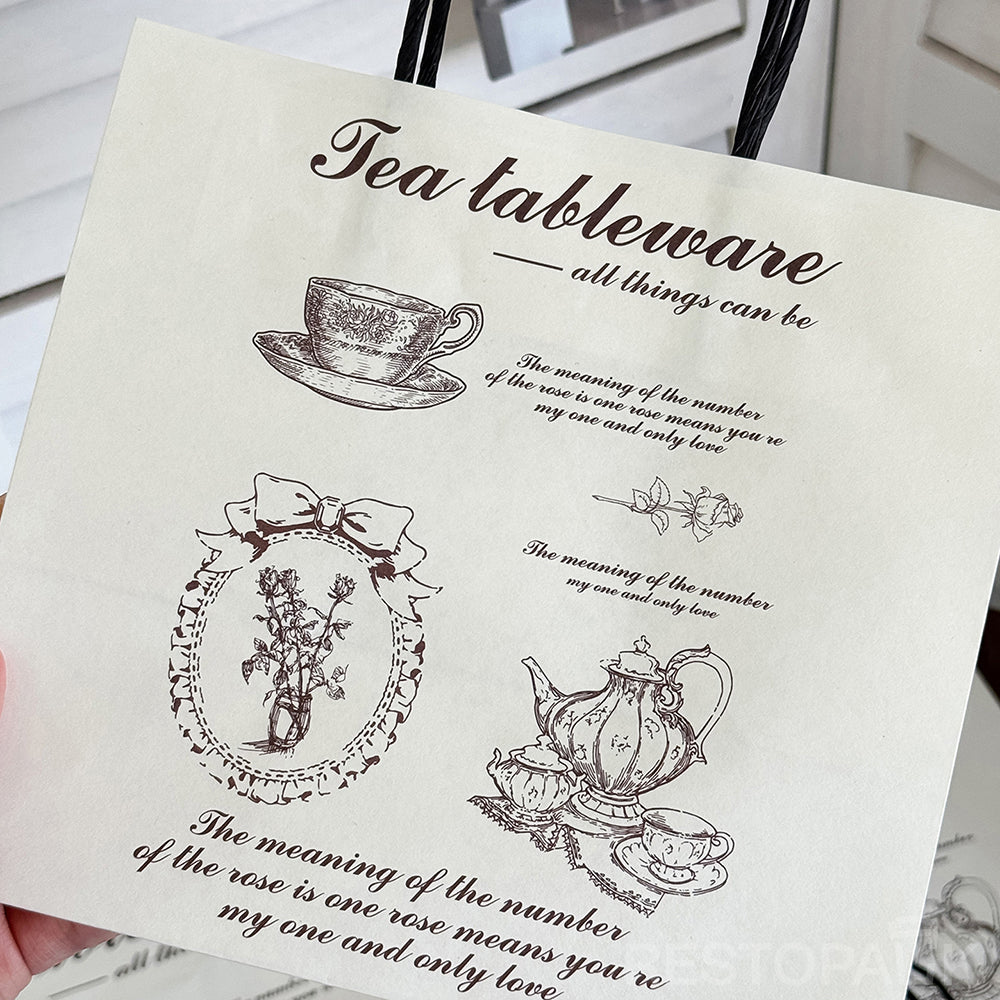 Tea tableware
all things can be
The meaning of the number
of the rose is one rose means you re
my one and only love
The meaning of the number
my one and only love
The meaning of the number
of the rose is one rose means you re
my one and only love